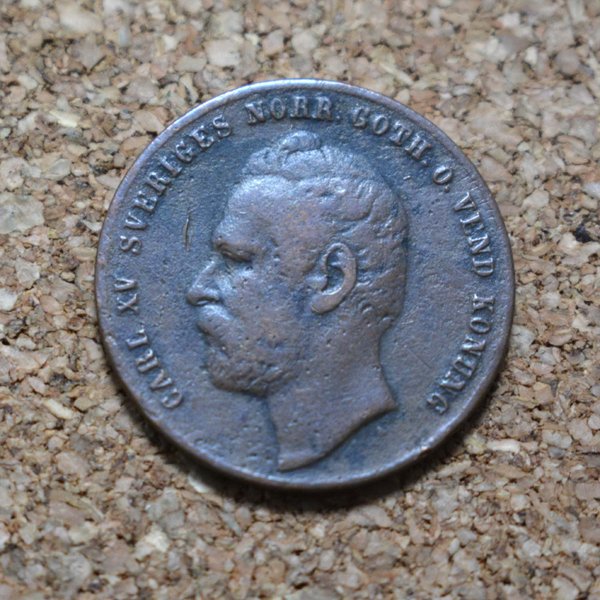 CARL XV SVERIGES NORR. GOTH. O. VEND KONUNG